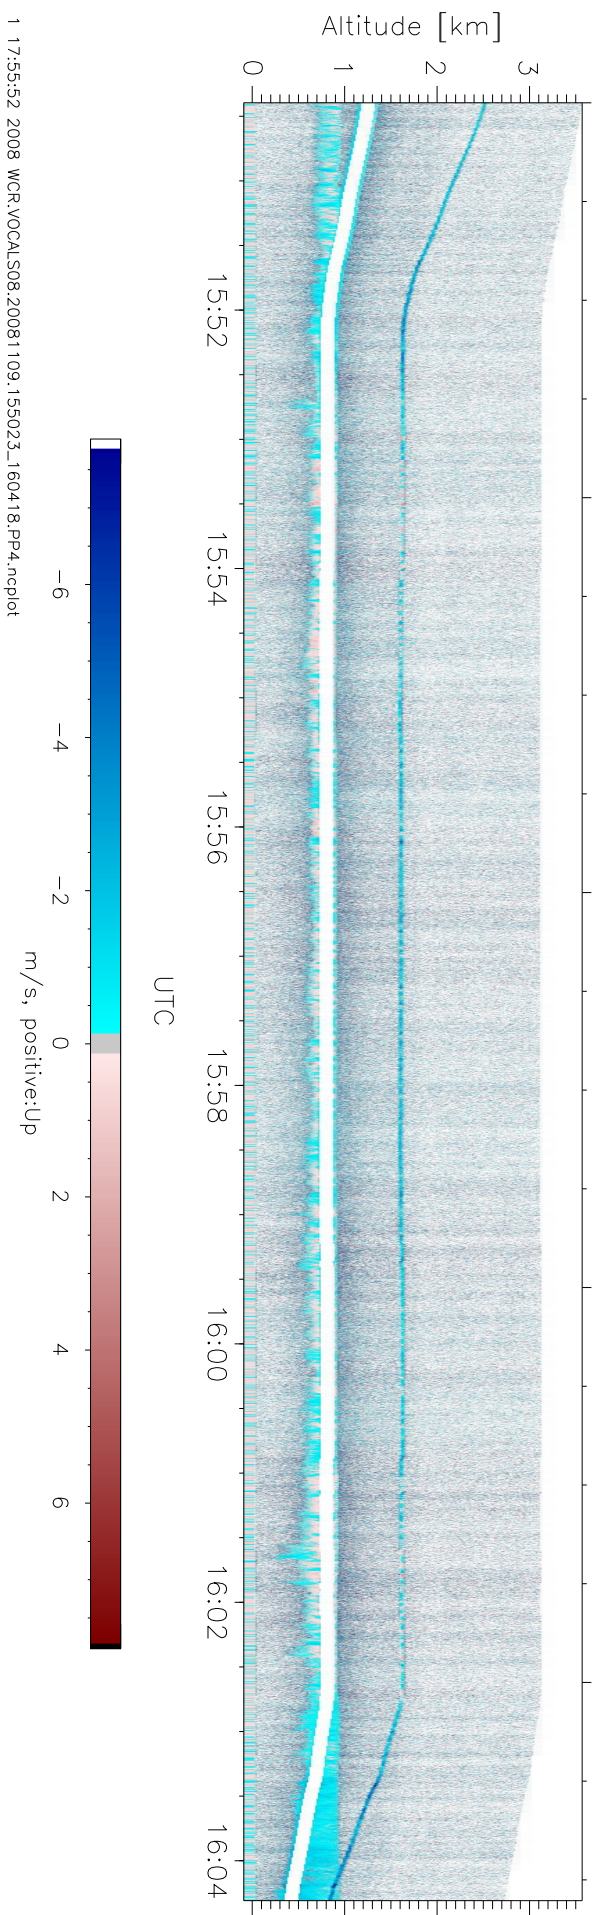 Altitude [km]
0 1 2 3
15:52 15:54 15:56 15:58 16:00 16:02 16:04
UTC
-6 -4 -2 0 2 4 6
m/s, positive:Up
1 17:55:52 2008 WCR.VOCALS08.20081109.155023_160418.PP4.ncplot